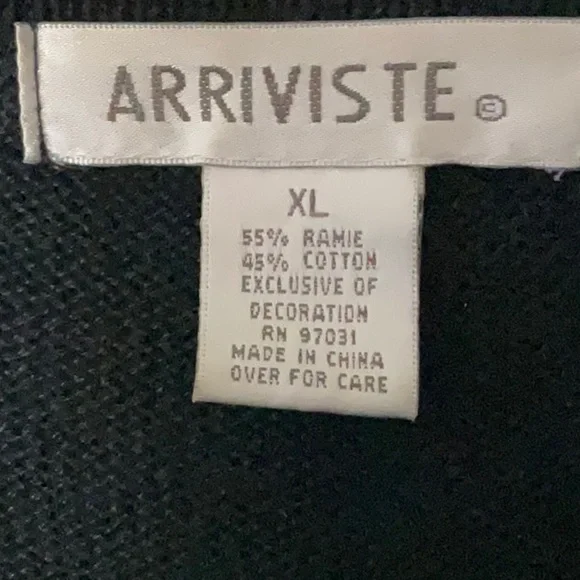 ARRIVISTE ©
XL
55% RAMIE
45% COTTON
EXCLUSIVE OF
DECORATION
RN 97031
MADE IN CHINA
OVER FOR CARE